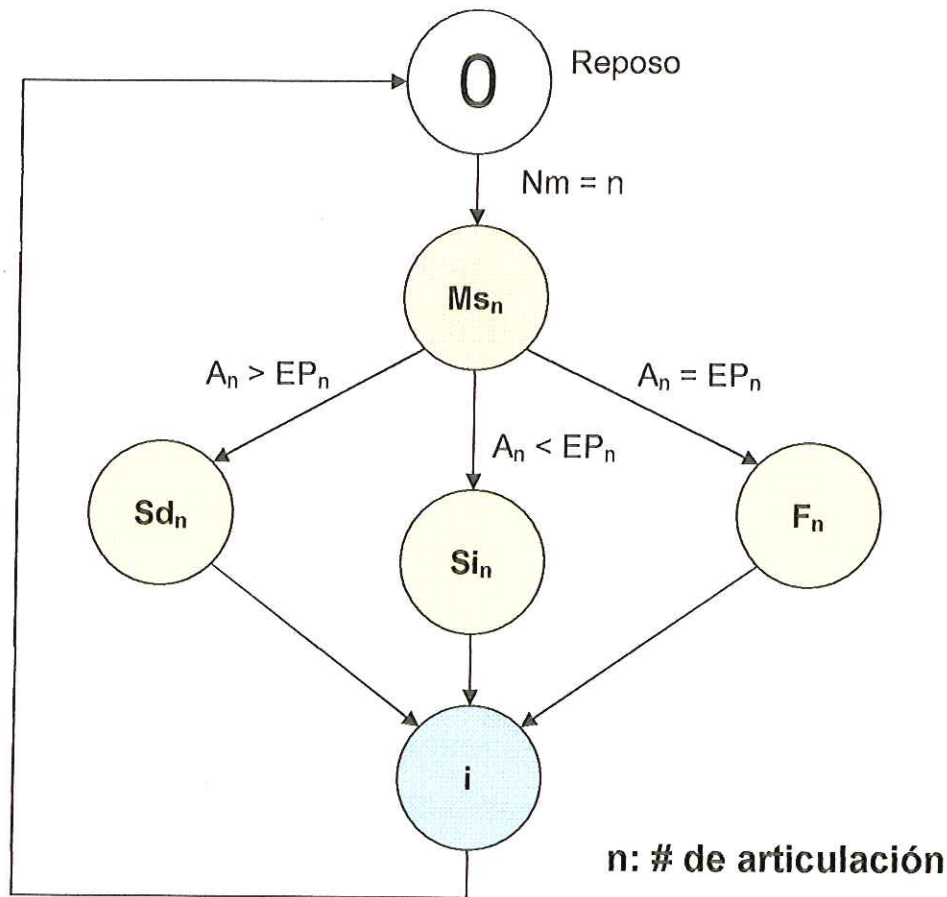 0
Reposo
Nm = n
Msₙ
Aₙ > EPₙ
Aₙ = EPₙ
Aₙ < EPₙ
Sdₙ
Siₙ
Fₙ
i
n: # de articulación